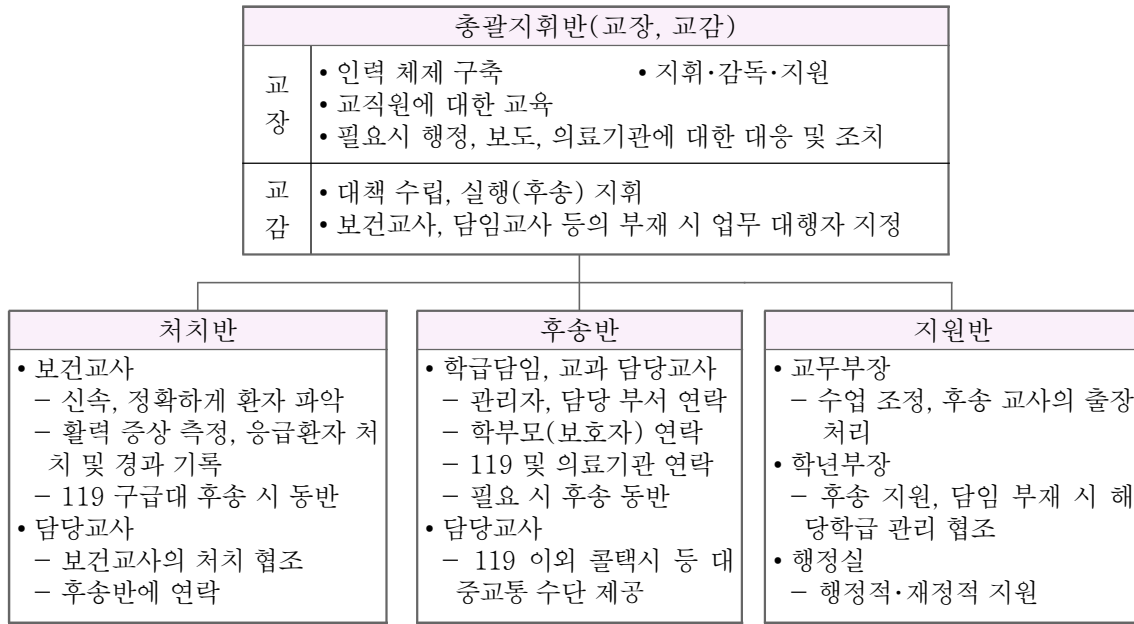 총괄지휘반(교장, 교감)
교장
• 인력 체제 구축 • 지휘·감독·지원
• 교직원에 대한 교육
• 필요시 행정, 보도, 의료기관에 대한 대응 및 조치
교감
• 대책 수립, 실행(후송) 지휘
• 보건교사, 담임교사 등의 부재 시 업무 대행자 지정
처치반
• 보건교사
– 신속, 정확하게 환자 파악
– 활력 증상 측정, 응급환자 처
치 및 경과 기록
– 119 구급대 후송 시 동반
• 담당교사
– 보건교사의 처치 협조
– 후송반에 연락
후송반
• 학급담임, 교과 담당교사
– 관리자, 담당 부서 연락
– 학부모(보호자) 연락
– 119 및 의료기관 연락
– 필요 시 후송 동반
• 담당교사
– 119 이외 콜택시 등 대
중교통 수단 제공
지원반
• 교무부장
– 수업 조정, 후송 교사의 출장
처리
• 학년부장
– 후송 지원, 담임 부재 시 해
당학급 관리 협조
• 행정실
– 행정적·재정적 지원